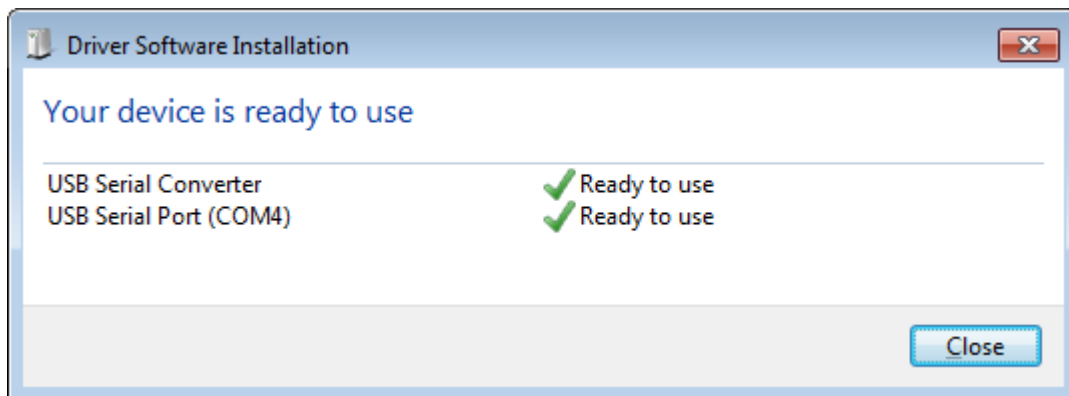 Driver Software Installation
Your device is ready to use
USB Serial Converter Ready to use
USB Serial Port (COM4) Ready to use
Close